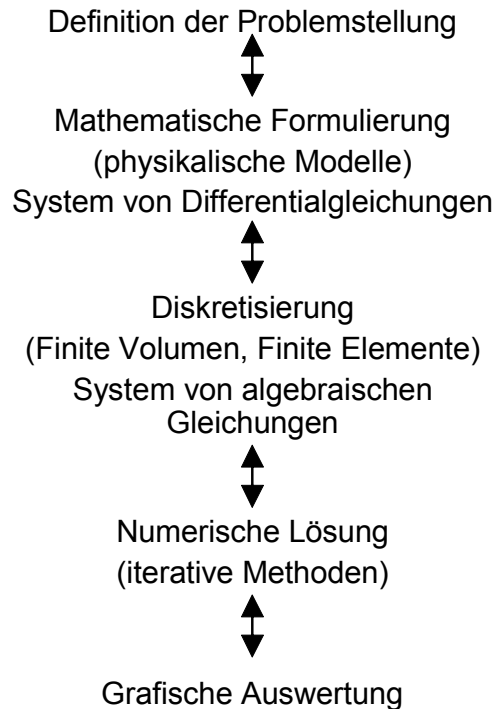 Definition der Problemstellung
Mathematische Formulierung
(physikalische Modelle)
System von Differentialgleichungen
Diskretisierung
(Finite Volumen, Finite Elemente)
System von algebraischen
Gleichungen
Numerische Lösung
(iterative Methoden)
Grafische Auswertung